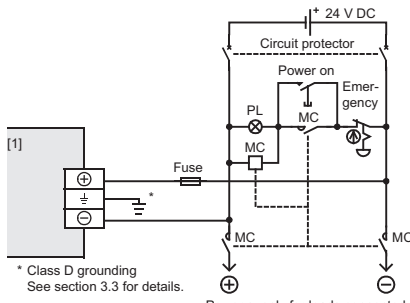 + 24 V DC
Circuit protector
Power on
Emer-
gency
PL
MC
MC
[1]
Fuse
*
MC
MC
* Class D grounding
See section 3.3 for details.
+
−